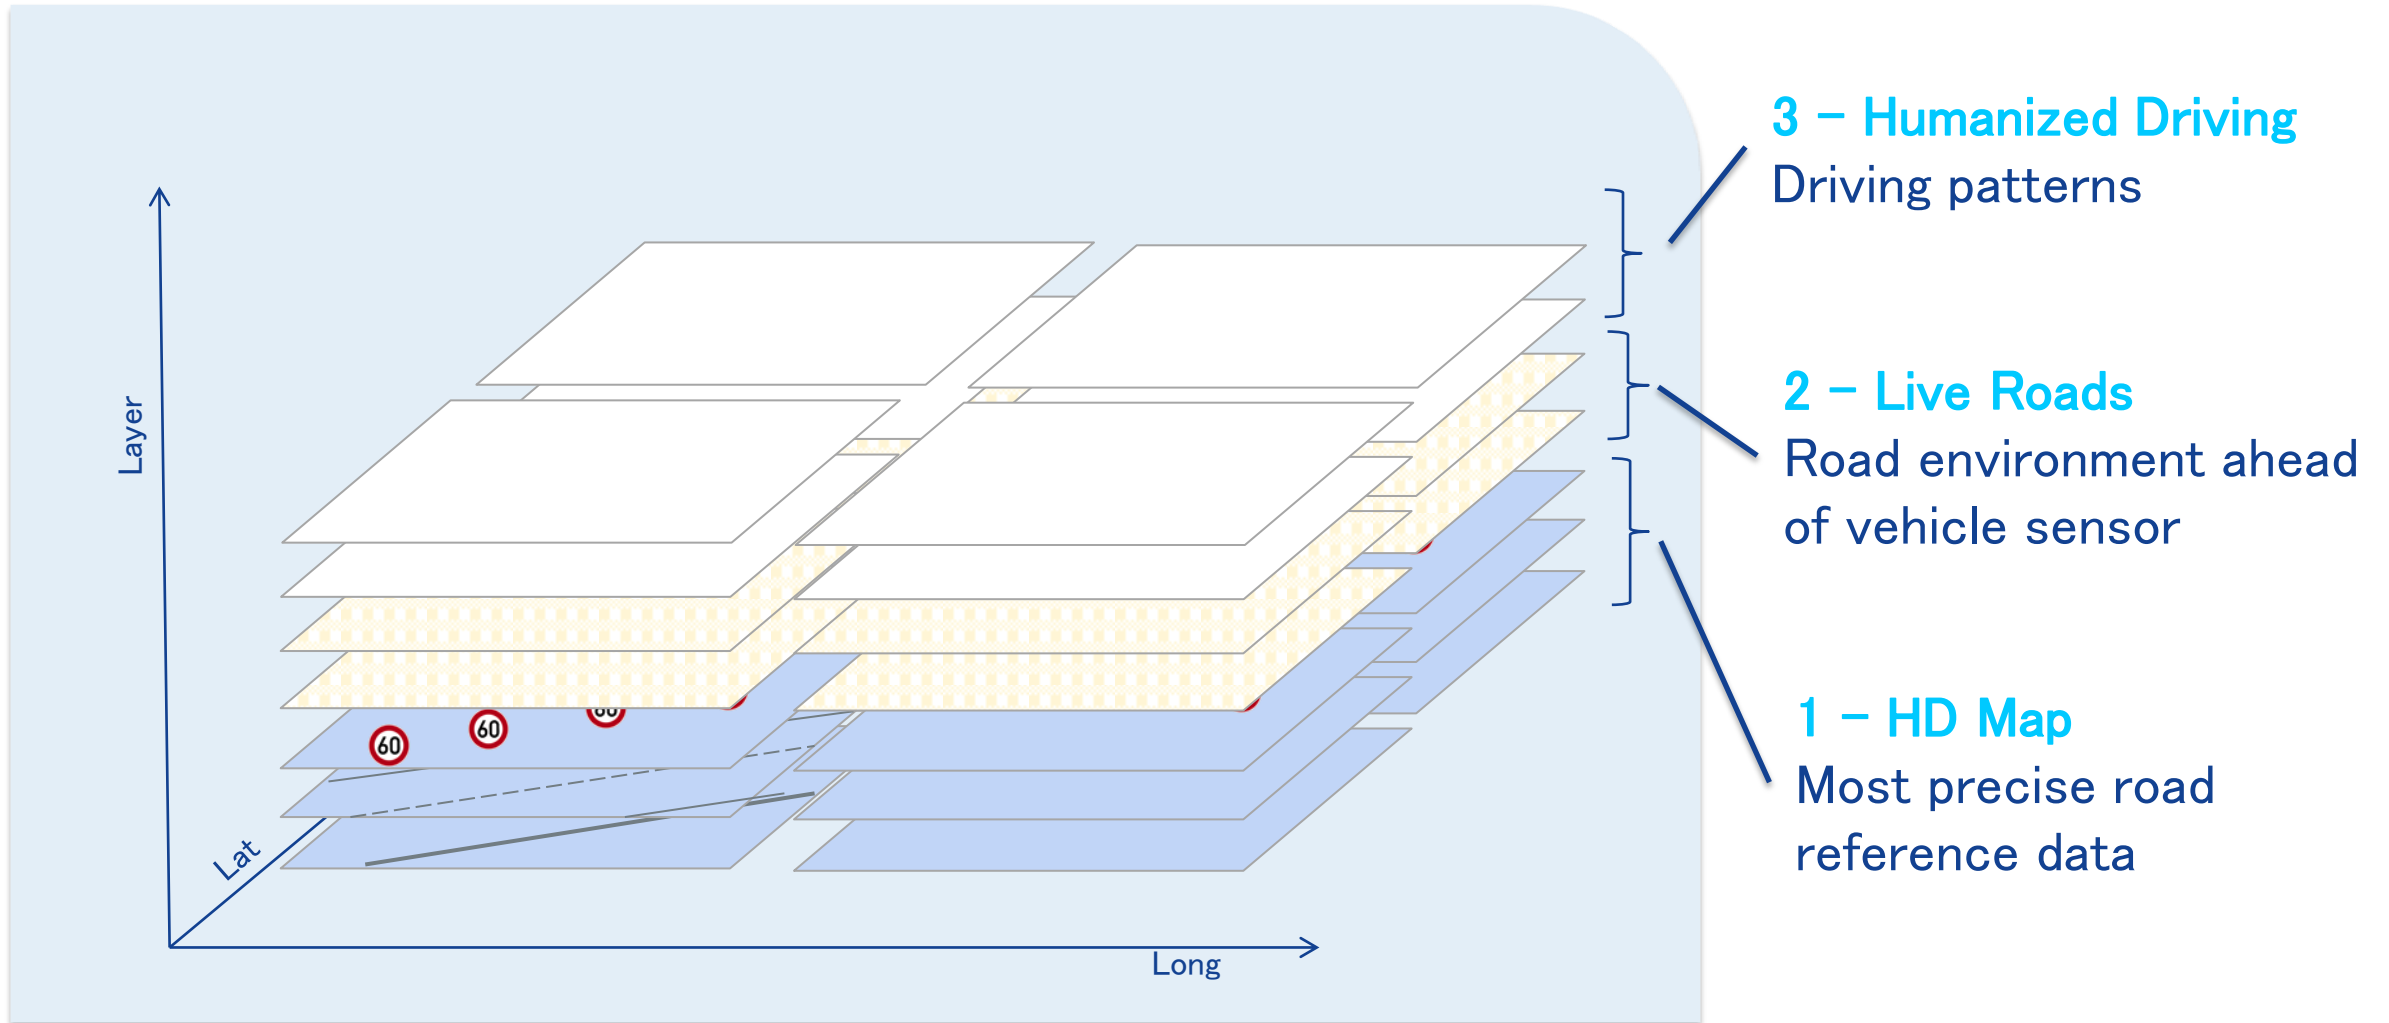 3 − Humanized Driving
Driving patterns
2 − Live Roads
Road environment ahead
of vehicle sensor
1 − HD Map
Most precise road
reference data
Layer
Lat
Long
60
60
60